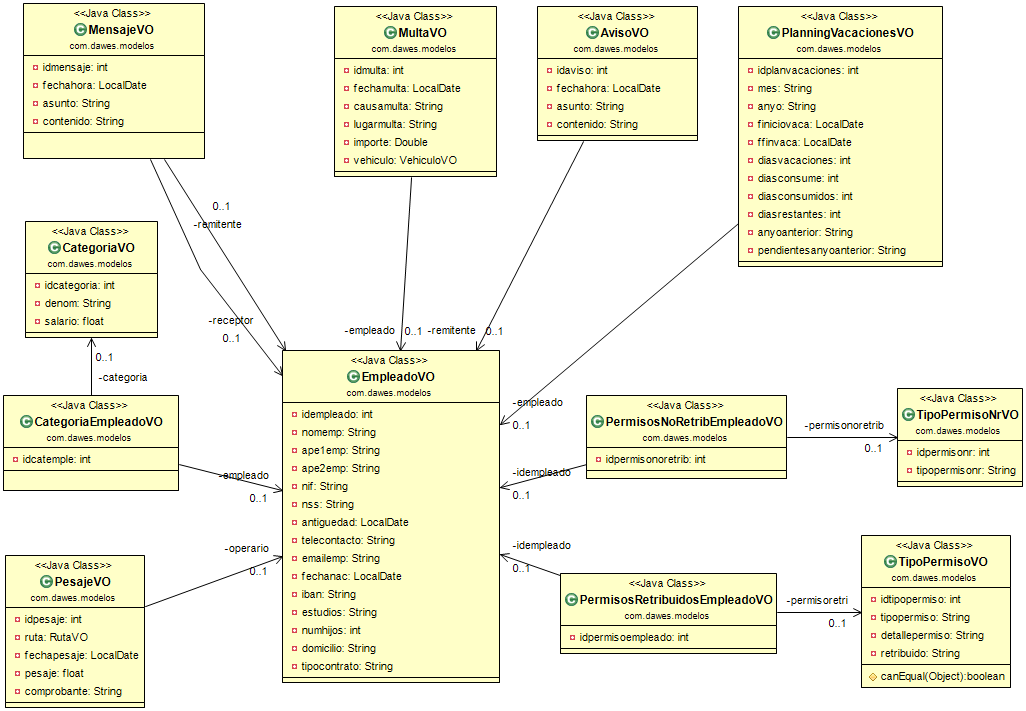 <<Java Class>>
MensajeVO
com.dawes.modelos
idmensaje: int
fechahora: LocalDate
asunto: String
contenido: String
<<Java Class>>
MultaVO
com.dawes.modelos
idmulta: int
fechamulta: LocalDate
causamulta: String
lugarmulta: String
importe: Double
vehiculo: VehiculoVO
<<Java Class>>
AvisoVO
com.dawes.modelos
idaviso: int
fechahora: LocalDate
asunto: String
contenido: String
<<Java Class>>
PlanningVacacionesVO
com.dawes.modelos
idplanvacaciones: int
mes: String
anyo: String
finiciovaca: LocalDate
ffinvaca: LocalDate
diasvacaciones: int
diasconsume: int
diasconsumidos: int
diasrestantes: int
anyoanterior: String
pendientesanyoanterior: String
0..1
-remitente
<<Java Class>>
CategoriaVO
com.dawes.modelos
idcategoria: int
denom: String
salario: float
-receptor
0..1
-empleado
0..1
-remitente
0..1
0..1
-categoria
<<Java Class>>
CategoriaEmpleadoVO
com.dawes.modelos
idcatemple: int
-empleado
0..1
<<Java Class>>
EmpleadoVO
com.dawes.modelos
idempleado: int
nomemp: String
ape1emp: String
ape2emp: String
nif: String
nss: String
antiguedad: LocalDate
telecontacto: String
emailemp: String
fechanac: LocalDate
iban: String
estudios: String
numhijos: int
domicilio: String
tipocontrato: String
-empleado
0..1
<<Java Class>>
PermisosNoRetribEmpleadoVO
com.dawes.modelos
idpermisonoretrib: int
-idempleado
0..1
-permisonoretrib
0..1
<<Java Class>>
TipoPermisoNrVO
com.dawes.modelos
idpermisonr: int
tipopermisonr: String
-operario
0..1
<<Java Class>>
PesajeVO
com.dawes.modelos
idpesaje: int
ruta: RutaVO
fechapesaje: LocalDate
pesaje: float
comprobante: String
-idempleado
0..1
<<Java Class>>
PermisosRetribuidosEmpleadoVO
com.dawes.modelos
idpermisoempleado: int
-permisoretri
0..1
<<Java Class>>
TipoPermisoVO
com.dawes.modelos
idtipopermiso: int
tipopermiso: String
detallepermiso: String
retribuido: String
canEqual(Object):boolean